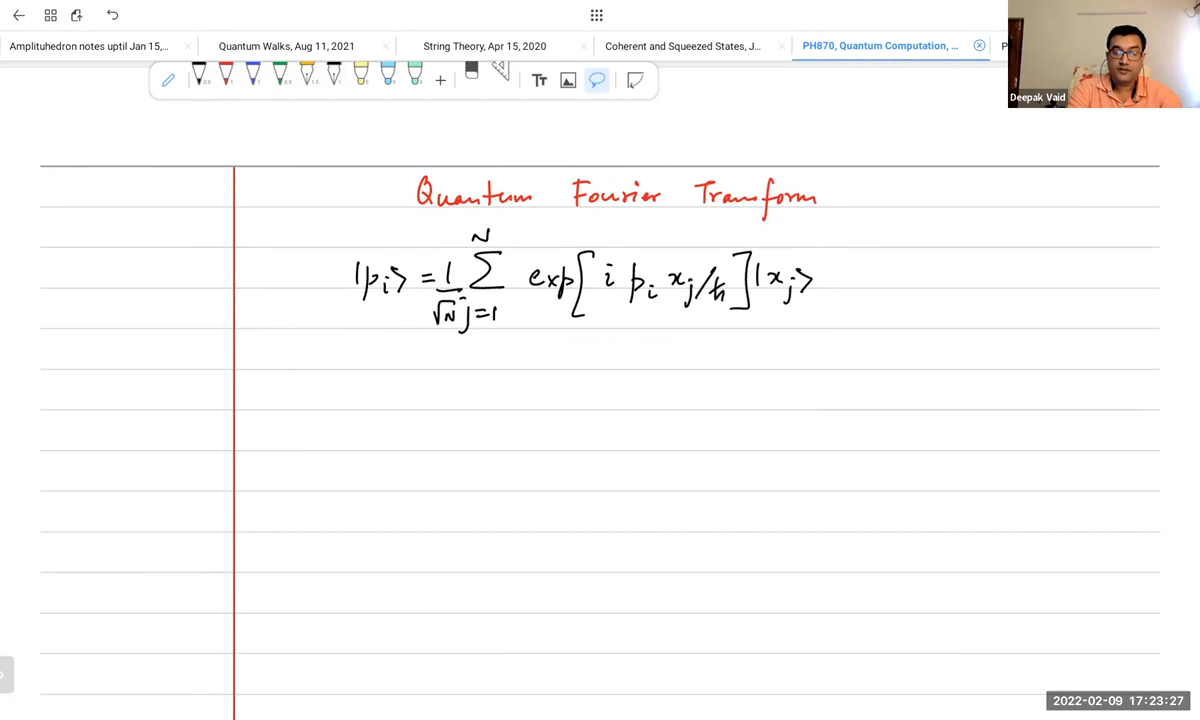 Amplituhedron notes uptil Jan 15,...
Quantum Walks, Aug 11, 2021
String Theory, Apr 15, 2020
Coherent and Squeezed States, J...
PH870, Quantum Computation, ...
P
Tт
Deepak Vaid
Quantum Fourier Transform
|p_i> = 1/√N ∑_{j=1}^{N} exp[i p_i x_j/ħ]|x_j>
2022-02-09 17:23:27